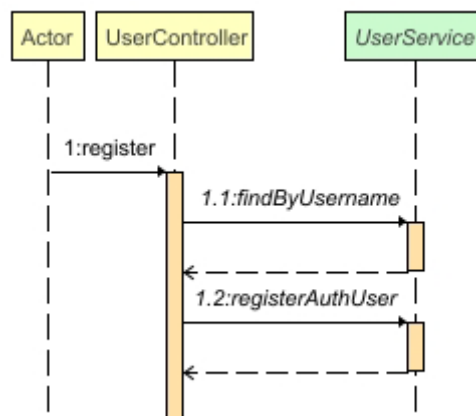 Actor
UserController
UserService
1:register
1.1:findByUsername
1.2:registerAuthUser